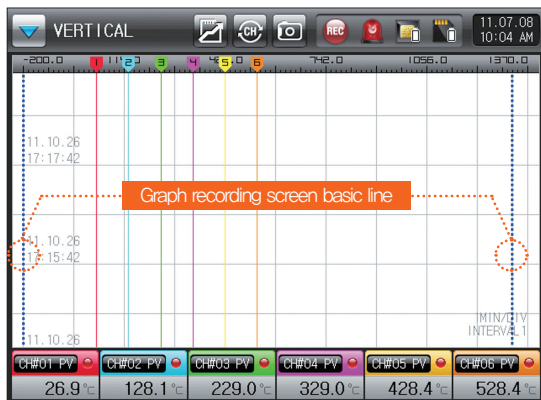 VERTICAL
CH
REC
11.07.08
10:04 AM
-200.0
742.0
1056.0
1370.0
1 2 3 4 5 6
11.10.26
17:17:42
Graph recording screen basic line
11.10.26
17:15:42
MIN/DIV
INTERVAL1
11.10.26
CH#01 PV CH#02 PV CH#03 PV CH#04 PV CH#05 PV CH#06 PV
26.9℃ 128.1℃ 229.0℃ 329.0℃ 428.4℃ 528.4℃